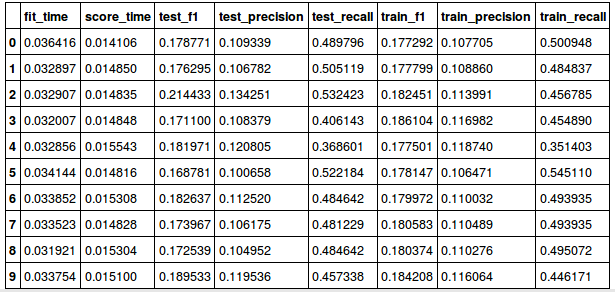 fit_time score_time test_f1 test_precision test_recall train_f1 train_precision train_recall
0 0.036416 0.014106 0.178771 0.109339 0.489796 0.177292 0.107705 0.500948
1 0.032897 0.014850 0.176295 0.106782 0.505119 0.177799 0.108860 0.484837
2 0.032907 0.014835 0.214433 0.134251 0.532423 0.182451 0.113991 0.456785
3 0.032007 0.014848 0.171100 0.108379 0.406143 0.186104 0.116982 0.454890
4 0.032856 0.015543 0.181971 0.120805 0.368601 0.177501 0.118740 0.351403
5 0.034144 0.014816 0.168781 0.100658 0.522184 0.178147 0.106471 0.545110
6 0.033852 0.015308 0.182637 0.112520 0.484642 0.179972 0.110032 0.493935
7 0.033523 0.014828 0.173967 0.106175 0.481229 0.180583 0.110489 0.493935
8 0.031921 0.015304 0.172539 0.104952 0.484642 0.180374 0.110276 0.495072
9 0.033754 0.015100 0.189533 0.119536 0.457338 0.184208 0.116064 0.446171